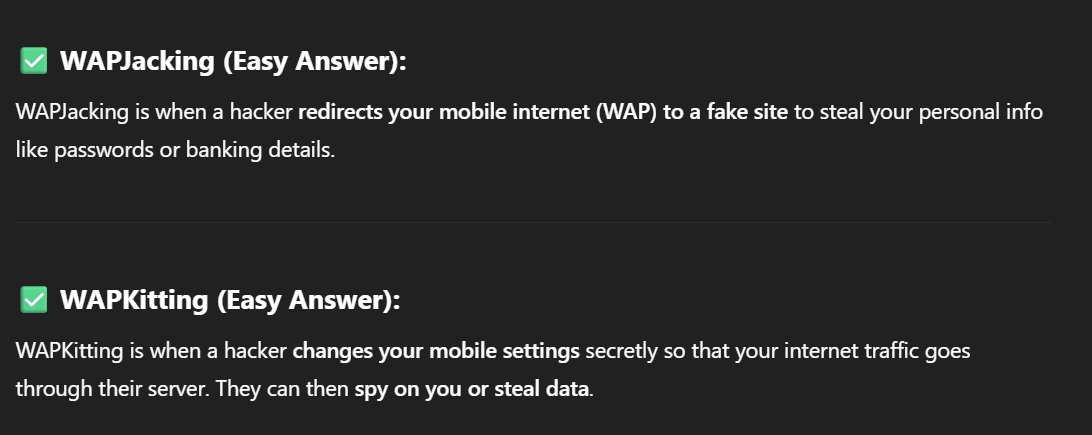 ✅ WAPJacking (Easy Answer):
WAPJacking is when a hacker redirects your mobile internet (WAP) to a fake site to steal your personal info
like passwords or banking details.
✅ WAPKitting (Easy Answer):
WAPKitting is when a hacker changes your mobile settings secretly so that your internet traffic goes
through their server. They can then spy on you or steal data.